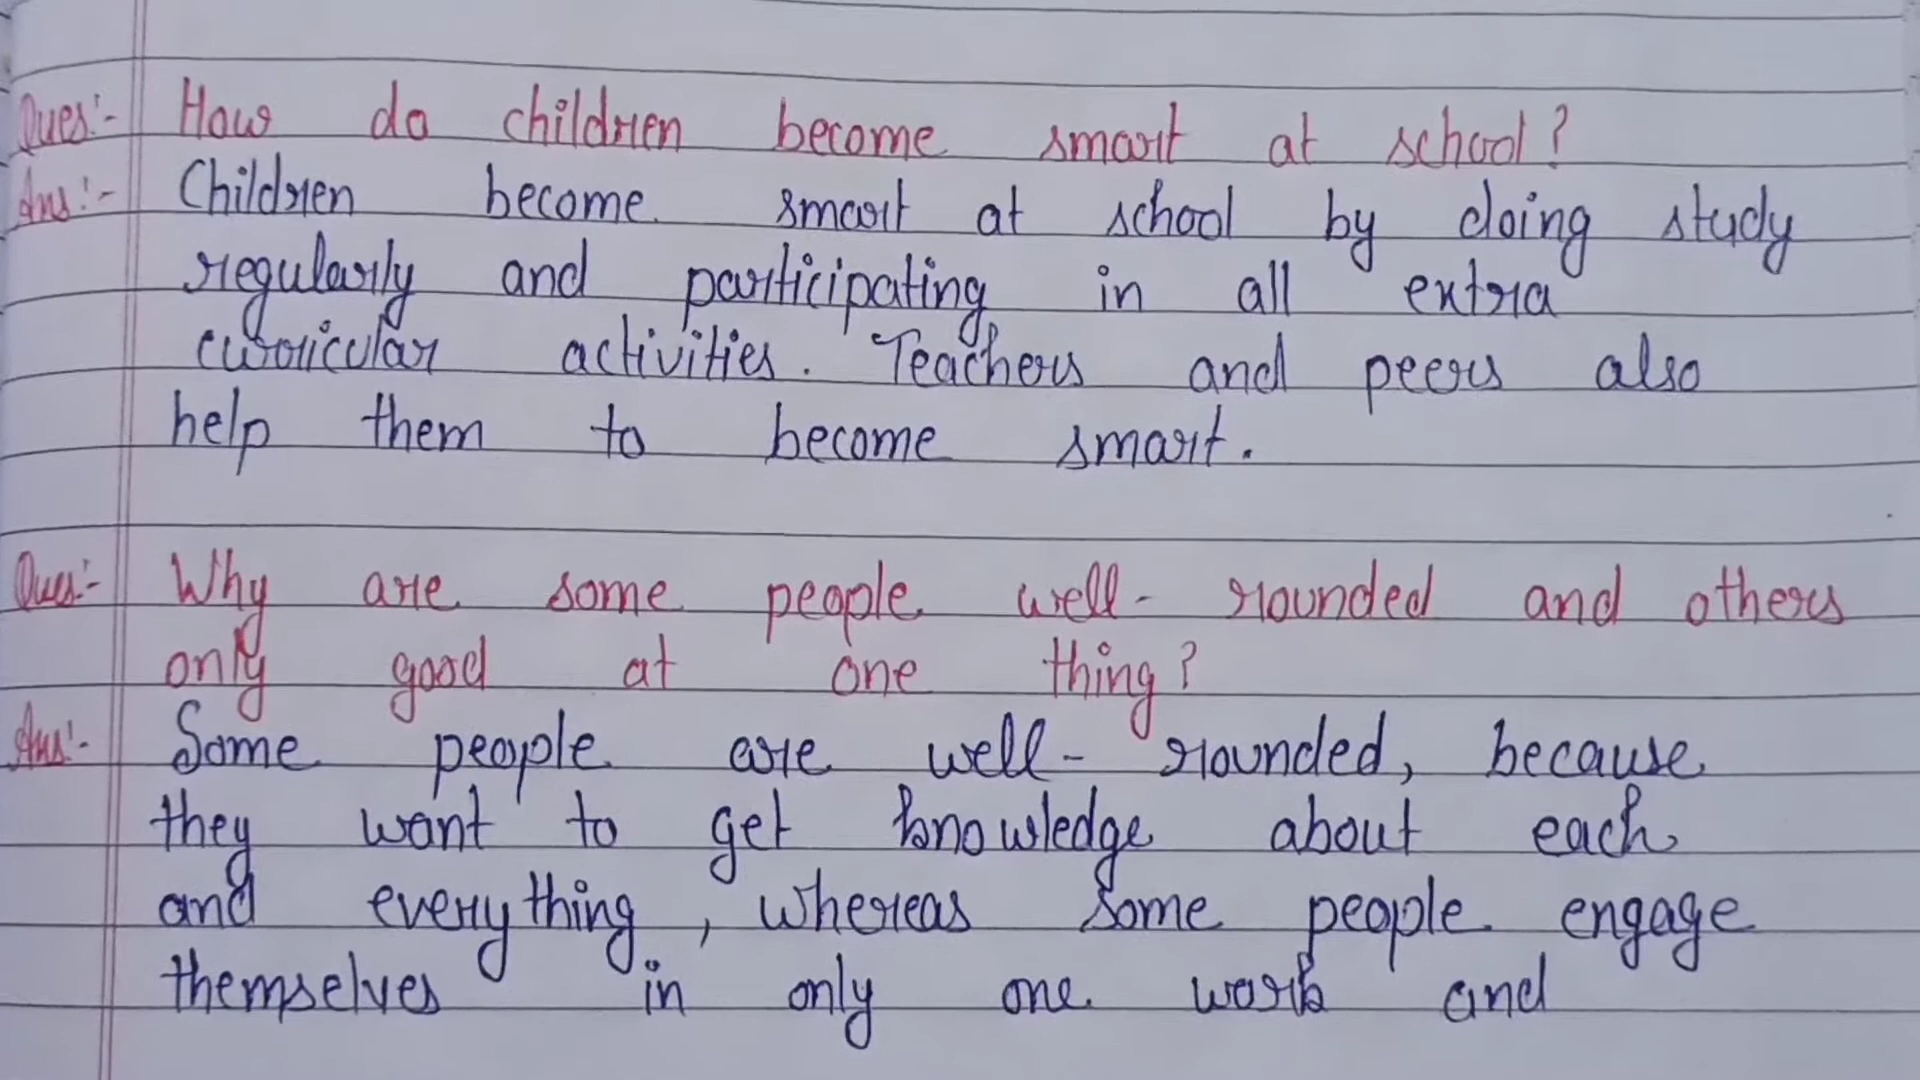 Ques:- How do children become smart at school?
Ans:- Children become smart at school by doing study
regularly and participating in all extra
curricular activities. Teachers and peers also
help them to become smart.
Ques:- Why are some people well-rounded and others
only good at one thing?
Ans:- Some people are well-rounded, because
they want to get knowledge about each
and everything, whereas some people engage
themselves in only one work and